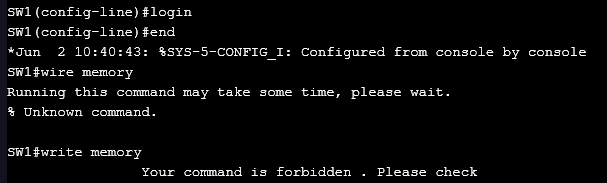 SW1(config-line)#login
SW1(config-line)#end
*Jun  2 10:40:43: %SYS-5-CONFIG_I: Configured from console by console
SW1#wire memory
Running this command may take some time, please wait.
% Unknown command.
SW1#write memory
Your command is forbidden . Please check